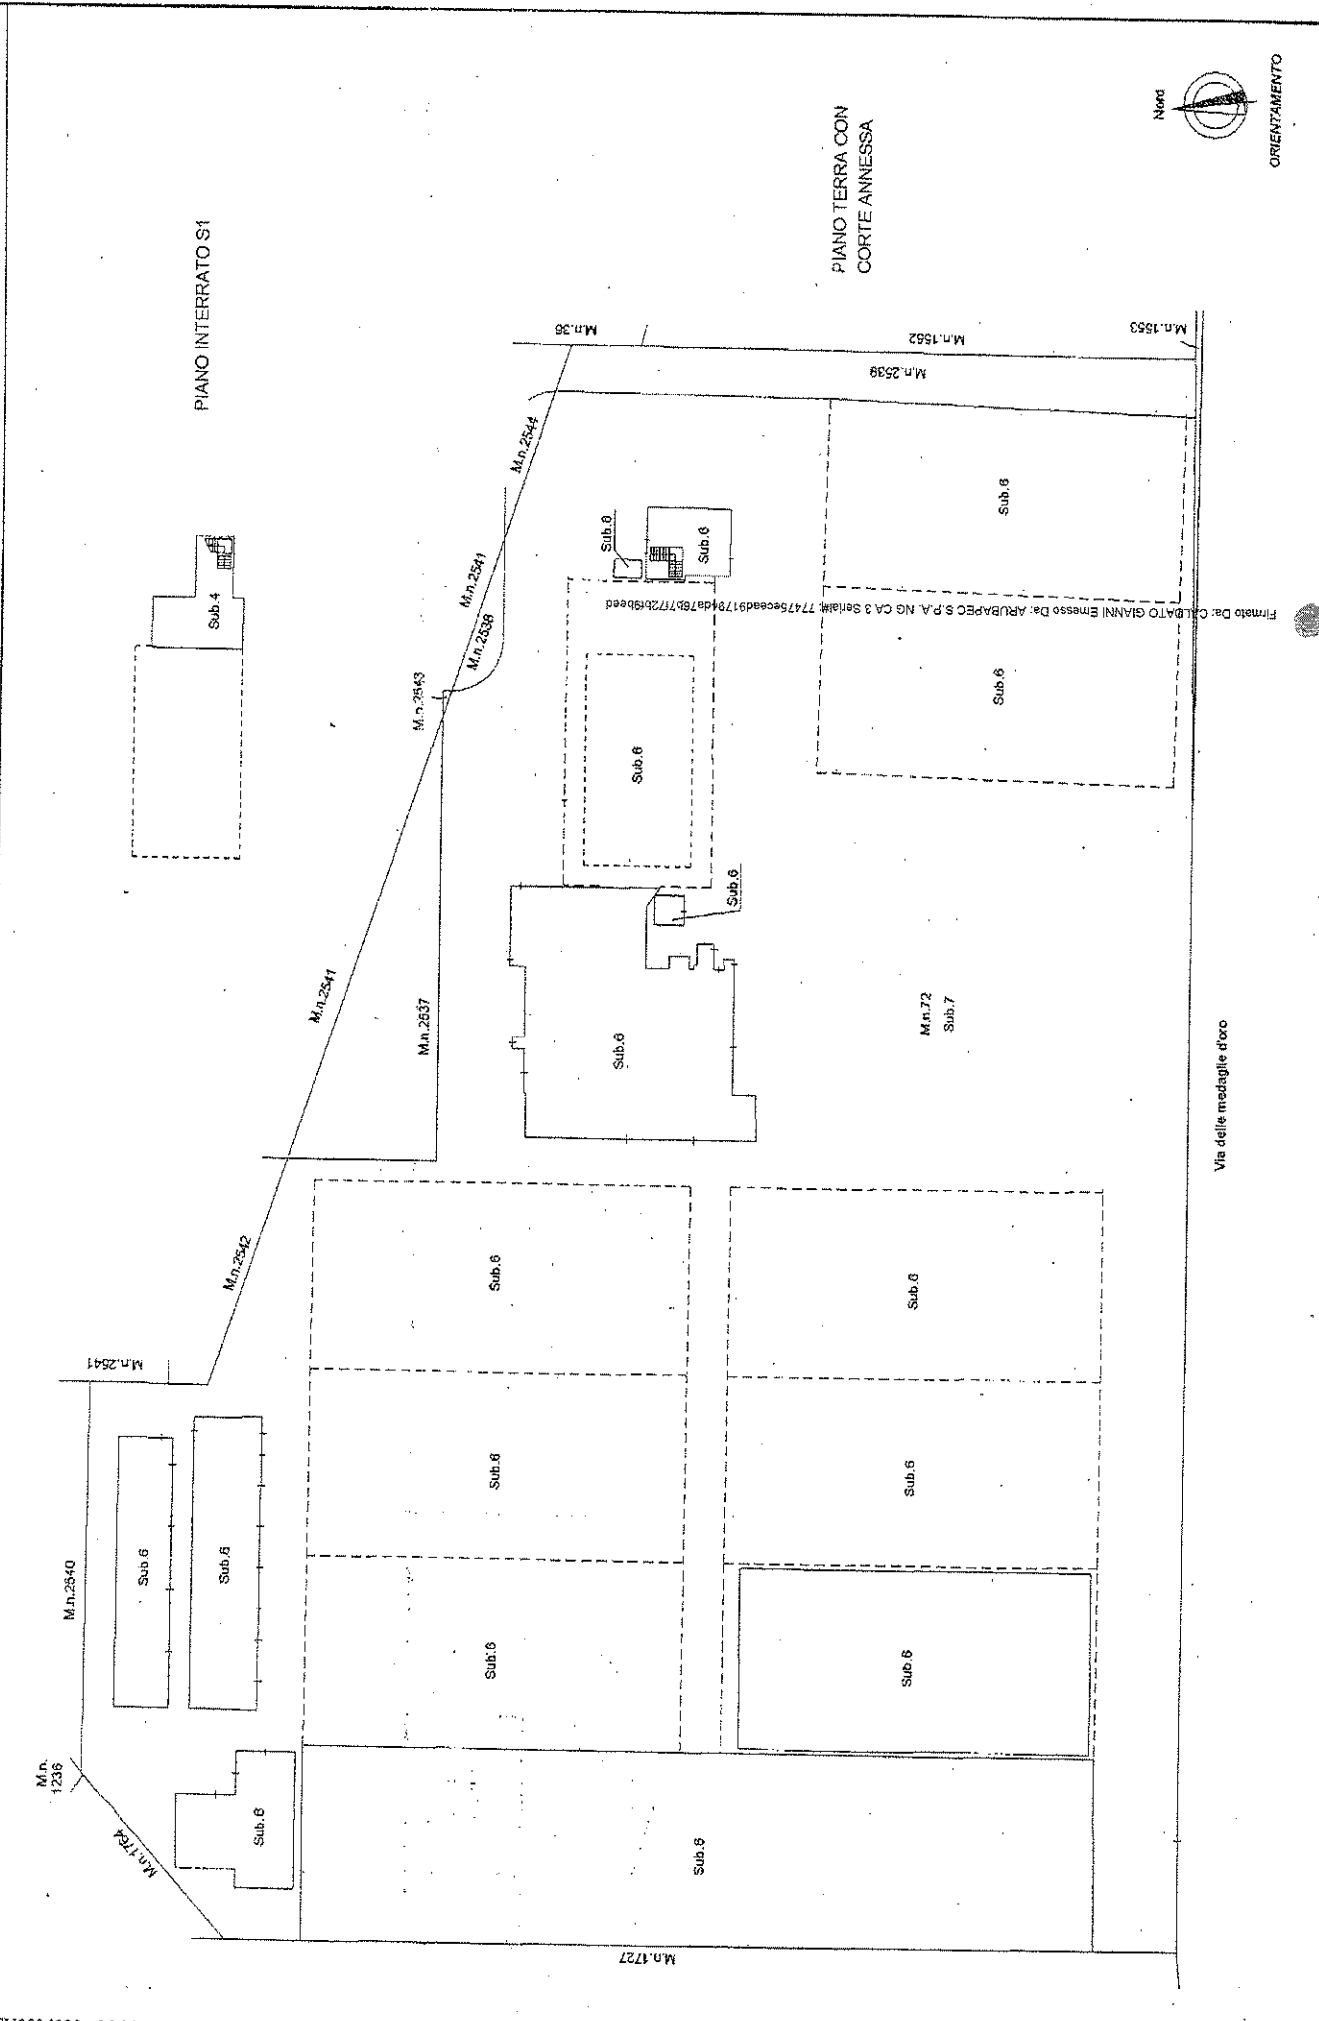 PIANO INTERRATO S1
Sub.4
PIANO TERRA CON
CORTE ANNESSA
Nord
ORIENTAMENTO
M.n.36
M.n.1552
M.n.1553
M.n.2539
M.n.2544
M.n.2541
M.n.2538
M.n.2543
M.n.2541
M.n.2537
M.n.2542
M.n.2541
M.n.2540
M.n.
1236
M.n.1764
M.n.1727
Sub.8
Sub.6
Sub.6
Sub.6
Sub.6
Sub.6
Sub.6
M.n.72
Sub.7
Sub.6
Sub.6
Sub.6
Sub.6
Sub.6
Sub.6
Sub.6
Sub.6
Sub.6
Sub.6
Via delle medaglie d'oro
Firmato Da: CALDATO GIANNI Emesso Da: ARUBAPEC S.P.A. NG CA 3 Serial#: